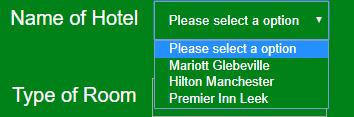 Name of Hotel Please select a option
Please select a option
Mariott Glebeville
Hilton Manchester
Premier Inn Leek
Type of Room